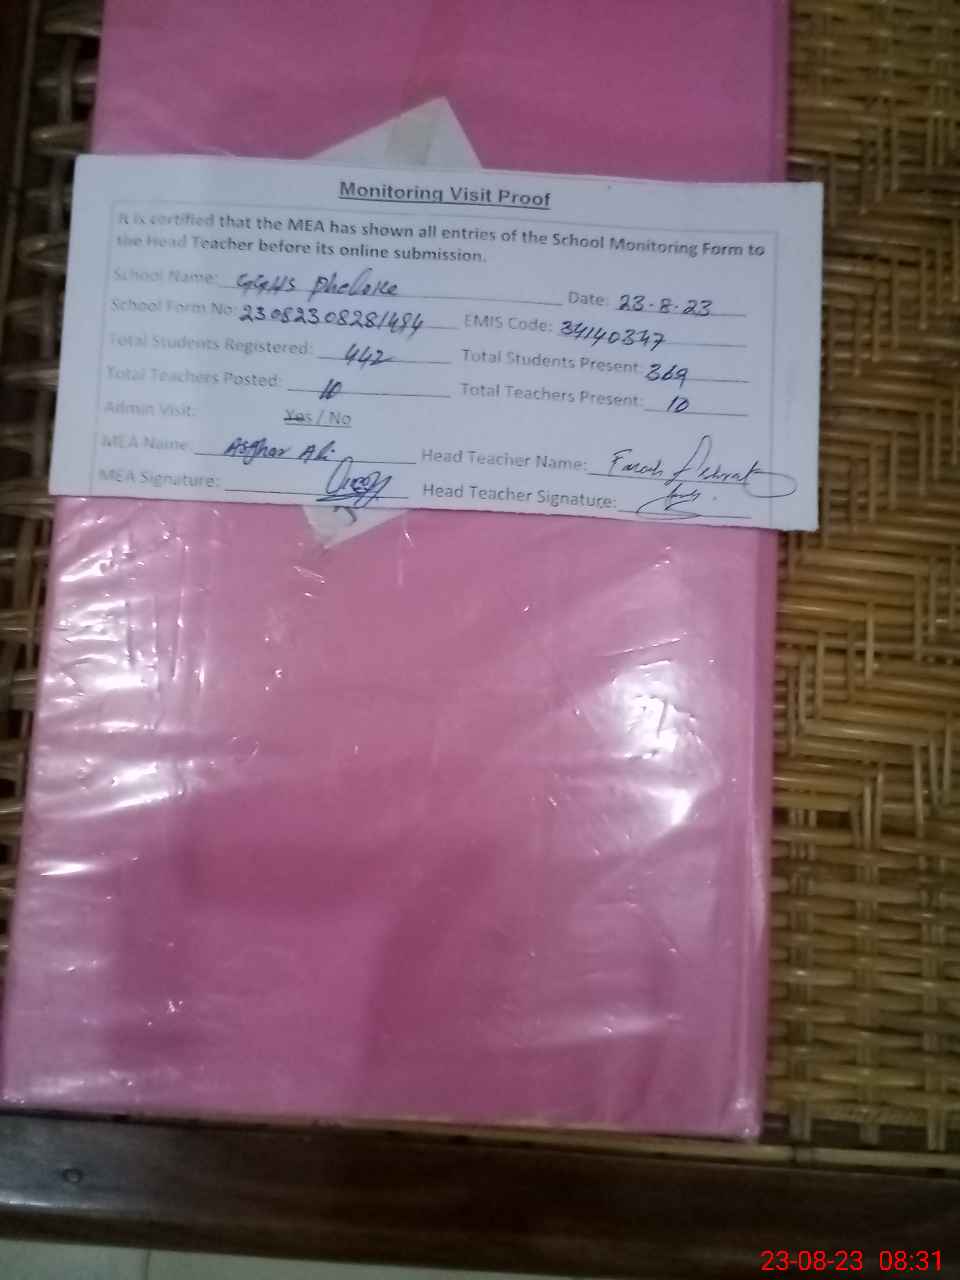 Monitoring Visit Proof
It is certified that the MEA has shown all entries of the School Monitoring Form to
the Head Teacher before its online submission.
School Name: GGHS Date: 23-8-23
School Form No: 23082308281484 EMIS Code: 34140347
Total Students Registered: 442 Total Students Present: 369
Total Teachers Posted: 10 Total Teachers Present: 10
Admin Visit: Yes / No
MEA Name: Asghar Ali Head Teacher Name: Farah
MEA Signature: Head Teacher Signature:
23-08-23 08:31